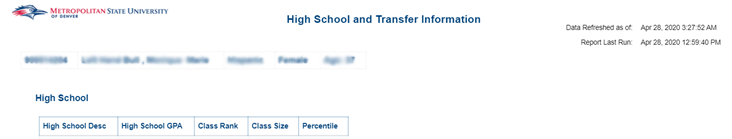 METROPOLITAN STATE UNIVERSITY
OF DENVER
High School and Transfer Information
Data Refreshed as of: Apr 28, 2020 3:27:52 AM
Report Last Run: Apr 28, 2020 12:59:40 PM
Female
High School
High School Desc High School GPA Class Rank Class Size Percentile